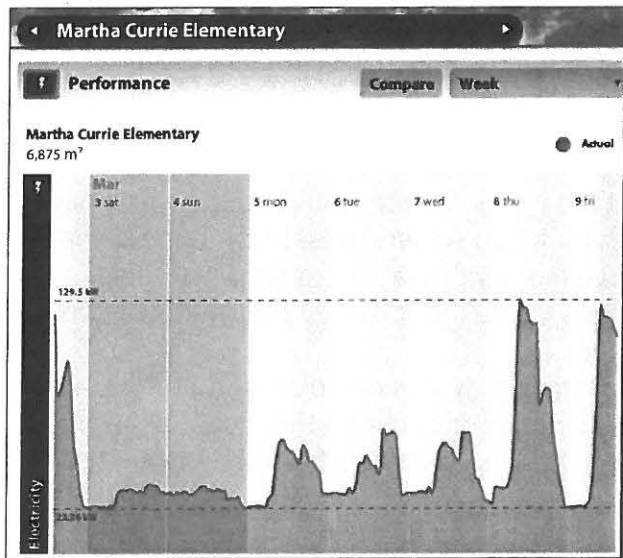 Martha Currie Elementary
Performance
Compare
Week
Martha Currie Elementary
6,875 m²
Actual
Mar
3 sat
4 sun
5 mon
6 tue
7 wed
8 thu
9 fri
129.5 kW
Electricity